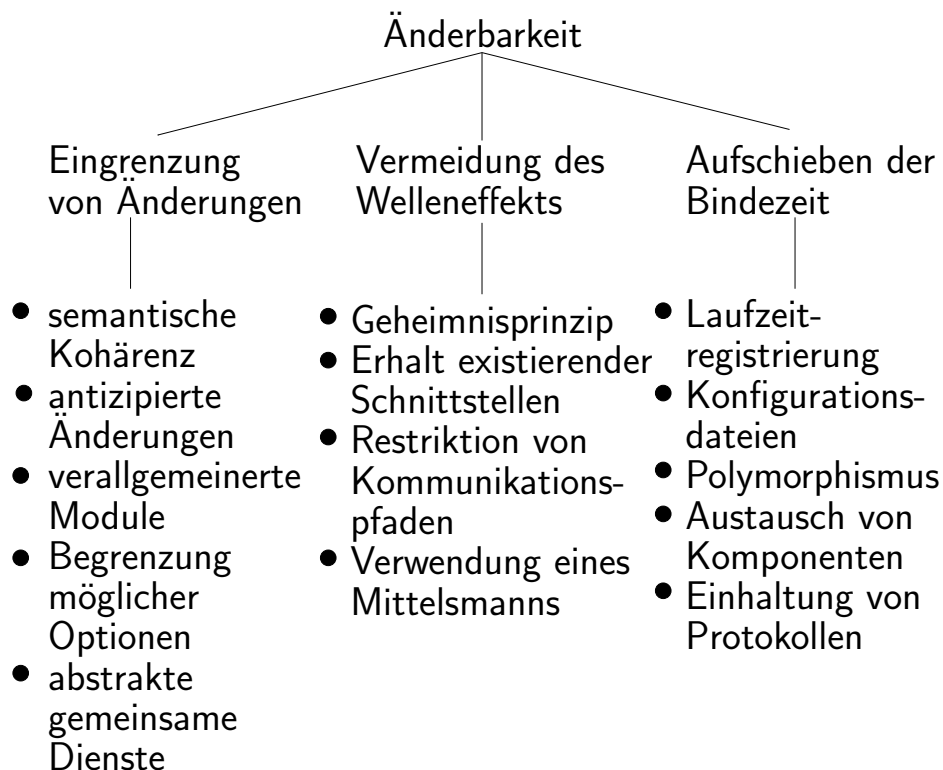 Änderbarkeit
Eingrenzung
von Änderungen
• semantische
Kohärenz
• antizipierte
Änderungen
• verallgemeinerte
Module
• Begrenzung
möglicher
Optionen
• abstrakte
gemeinsame
Dienste
Vermeidung des
Welleneffekts
• Geheimnisprinzip
• Erhalt existierender
Schnittstellen
• Restriktion von
Kommunikations-
pfaden
• Verwendung eines
Mittelsmanns
Aufschieben der
Bindezeit
• Laufzeit-
registrierung
• Konfigurations-
dateien
• Polymorphismus
• Austausch von
Komponenten
• Einhaltung von
Protokollen